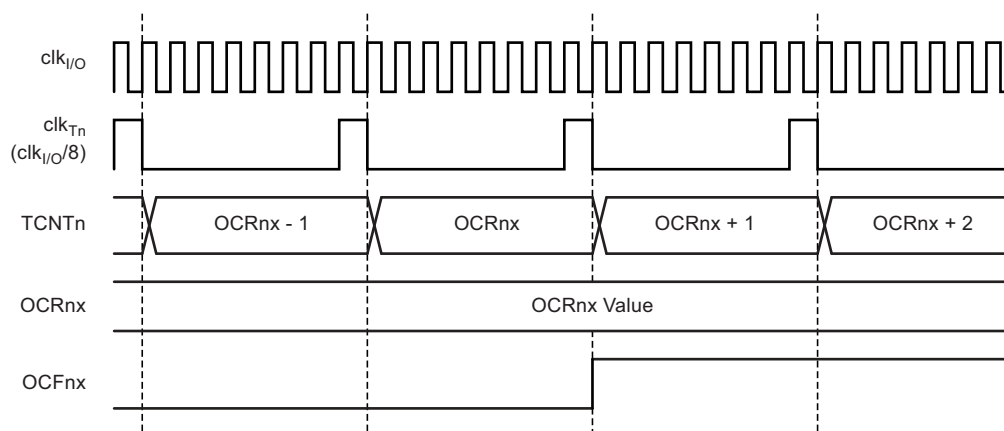 clkI/O
clkTn
(clkI/O/8)
TCNTn
OCRnx - 1
OCRnx
OCRnx + 1
OCRnx + 2
OCRnx
OCRnx Value
OCFnx